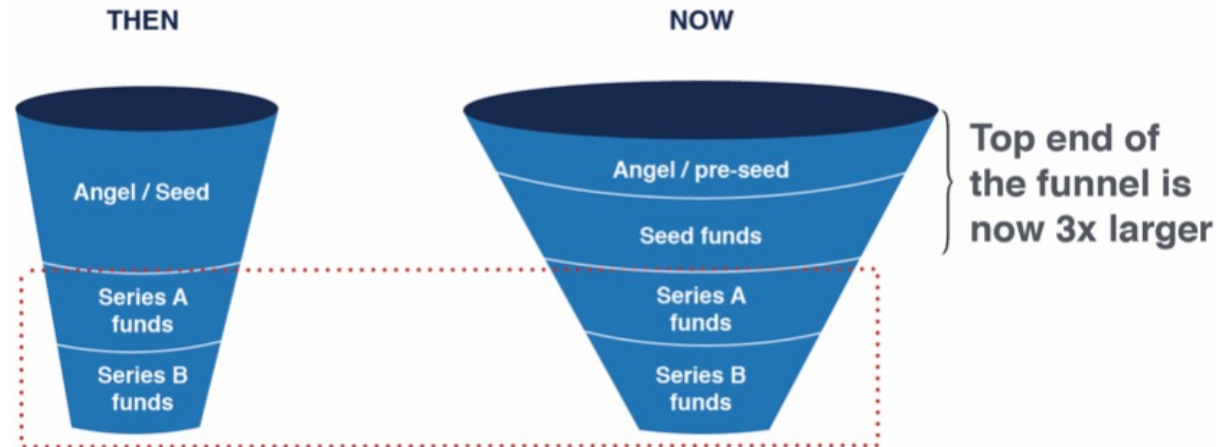 THEN
Angel / Seed
Series A
funds
Series B
funds
NOW
Angel / pre-seed
Seed funds
Series A
funds
Series B
funds
Top end of
the funnel is
now 3x larger